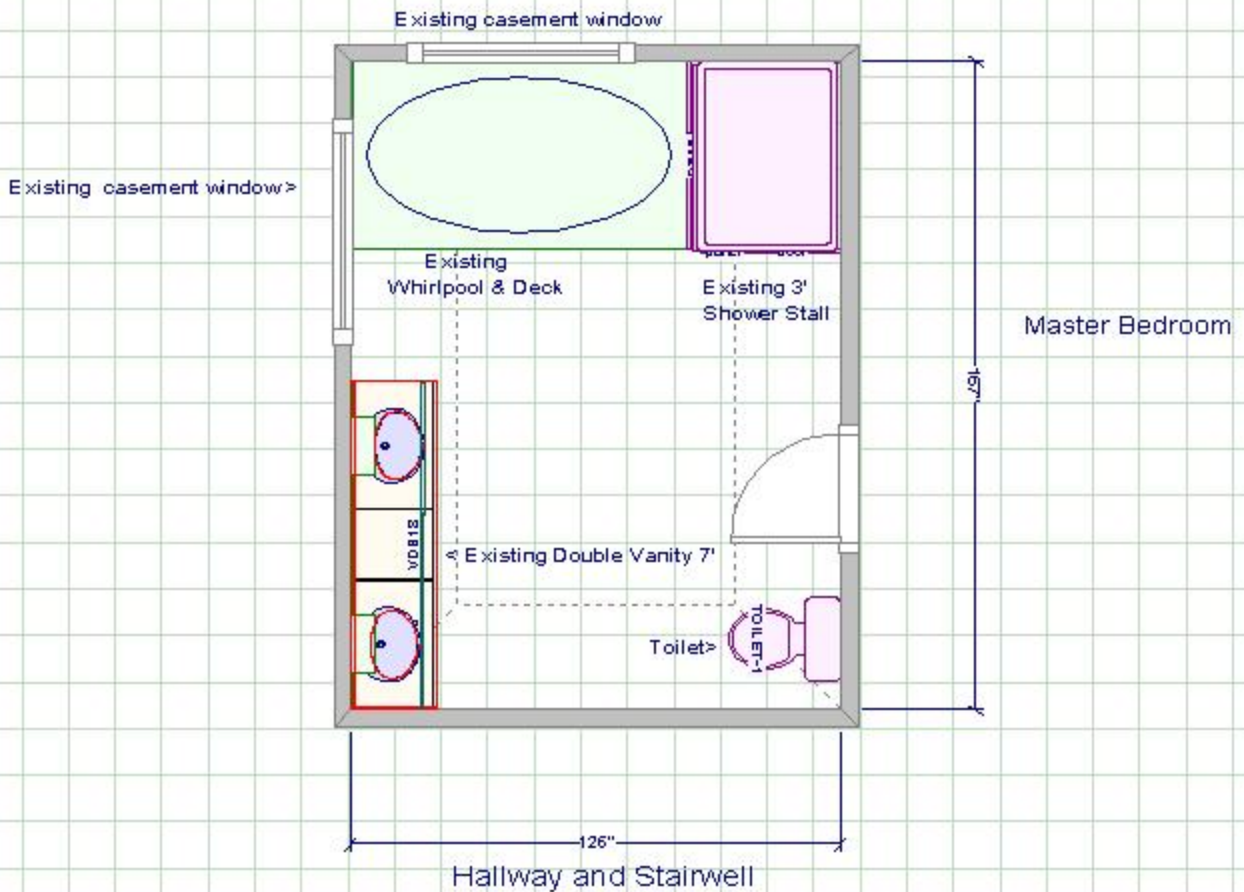 Existing casement window
Existing casement window>
Existing
Whirlpool & Deck
Existing 3'
Shower Stall
Master Bedroom
167"
VDB18
< Existing Double Vanity 7'
TOILET-1
Toilet>
126"
Hallway and Stairwell